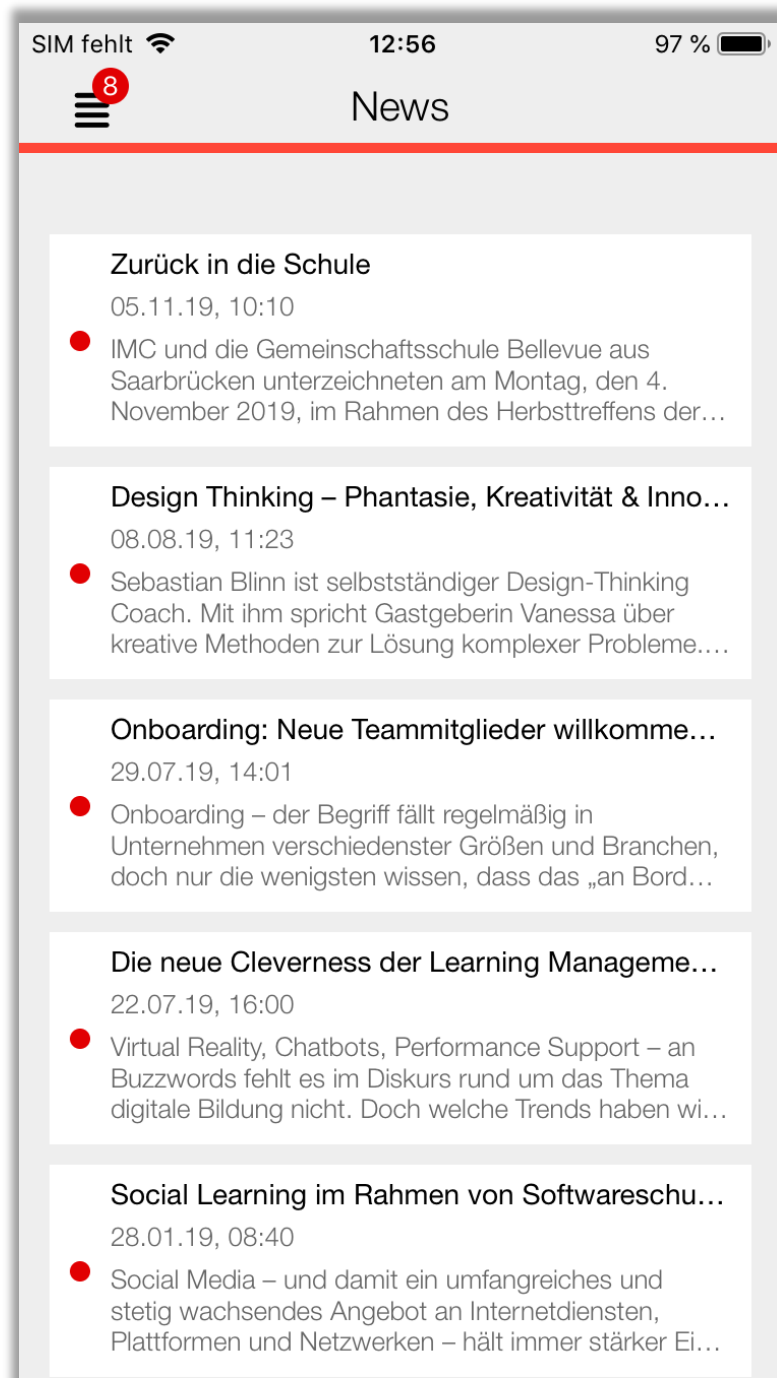 SIM fehlt 12:56 97 %
8
News
Zurück in die Schule
05.11.19, 10:10
IMC und die Gemeinschaftsschule Bellevue aus
Saarbrücken unterzeichneten am Montag, den 4.
November 2019, im Rahmen des Herbsttreffens der…
Design Thinking – Phantasie, Kreativität & Inno…
08.08.19, 11:23
Sebastian Blinn ist selbstständiger Design-Thinking
Coach. Mit ihm spricht Gastgeberin Vanessa über
kreative Methoden zur Lösung komplexer Probleme.…
Onboarding: Neue Teammitglieder willkomme…
29.07.19, 14:01
Onboarding – der Begriff fällt regelmäßig in
Unternehmen verschiedenster Größen und Branchen,
doch nur die wenigsten wissen, dass das „an Bord…
Die neue Cleverness der Learning Manageme…
22.07.19, 16:00
Virtual Reality, Chatbots, Performance Support – an
Buzzwords fehlt es im Diskurs rund um das Thema
digitale Bildung nicht. Doch welche Trends haben wi…
Social Learning im Rahmen von Softwareschu…
28.01.19, 08:40
Social Media – und damit ein umfangreiches und
stetig wachsendes Angebot an Internetdiensten,
Plattformen und Netzwerken – hält immer stärker Ei…